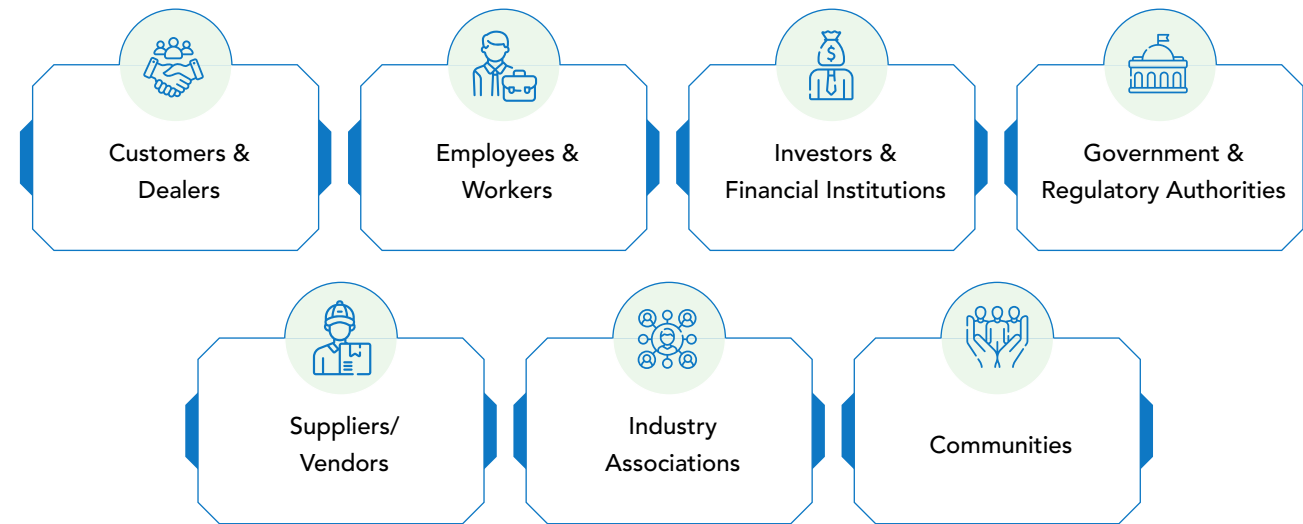 Customers &
Dealers
Employees &
Workers
Investors &
Financial Institutions
Government &
Regulatory Authorities
Suppliers/
Vendors
Industry
Associations
Communities